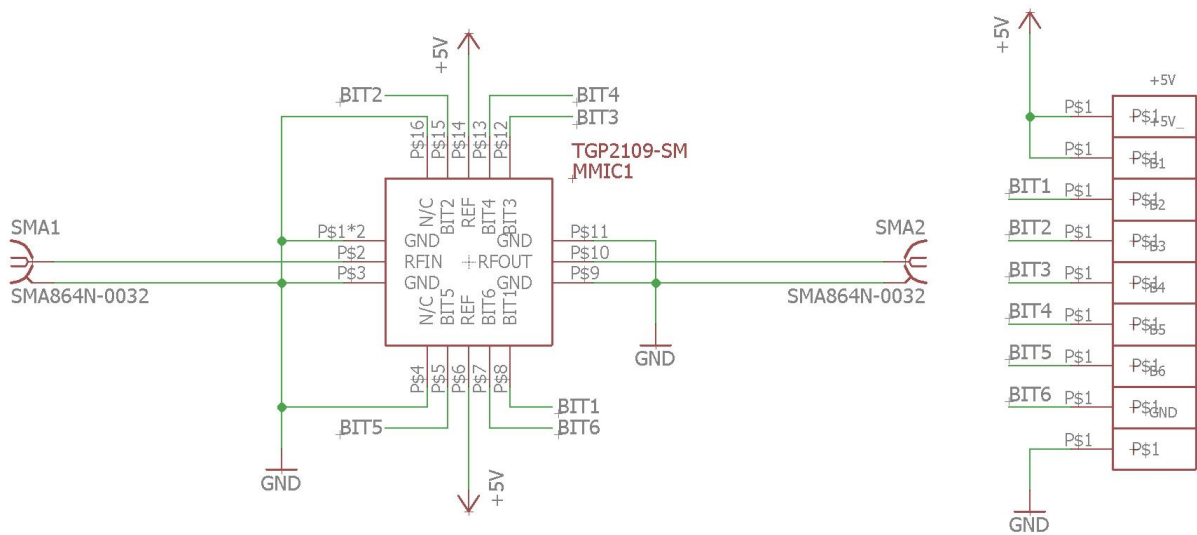 +5V
BIT2
BIT4
BIT3
P$16
P$15
P$14
P$13
P$12
TGP2109-SM
MMIC1
N/C
BIT2
REF
BIT4
BIT3
SMA1
P$1*2
GND
GND
P$11
SMA2
P$2
RFIN
RFOUT
P$10
P$3
GND
GND
P$9
SMA864N-0032
SMA864N-0032
N/C
BIT5
REF
BIT6
BIT1
GND
P$4
P$5
P$6
P$7
P$8
BIT1
BIT5
BIT6
GND
+5V
+5V
+5V
P$1
P$1
+5V_
P$1
P$1
B1
BIT1
P$1
P$1
B2
BIT2
P$1
P$1
B3
BIT3
P$1
P$1
B4
BIT4
P$1
P$1
B5
BIT5
P$1
P$1
B6
BIT6
P$1
P$1
GND
P$1
P$1
GND